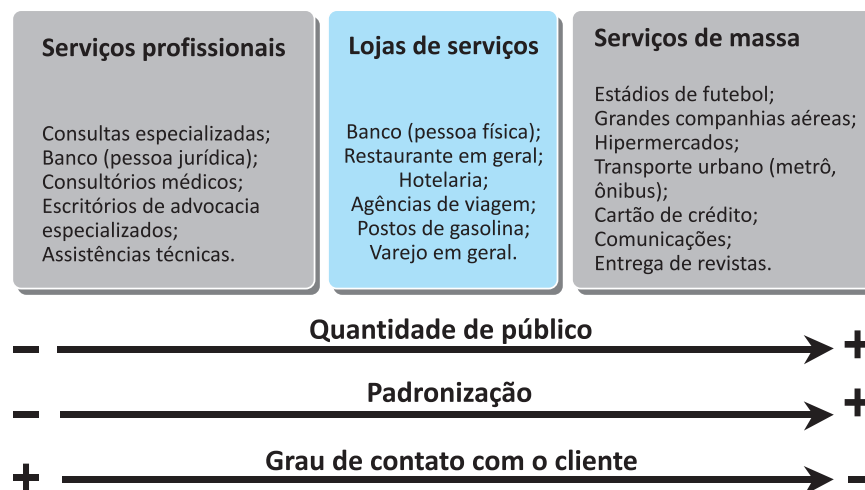 Serviços profissionais
Consultas especializadas;
Banco (pessoa jurídica);
Consultórios médicos;
Escritórios de advocacia
especializados;
Assistências técnicas.
Lojas de serviços
Banco (pessoa física);
Restaurante em geral;
Hotelaria;
Agências de viagem;
Postos de gasolina;
Varejo em geral.
Serviços de massa
Estádios de futebol;
Grandes companhias aéreas;
Hipermercados;
Transporte urbano (metrô,
ônibus);
Cartão de crédito;
Comunicações;
Entrega de revistas.
Quantidade de público
– +
Padronização
– +
Grau de contato com o cliente
+ –